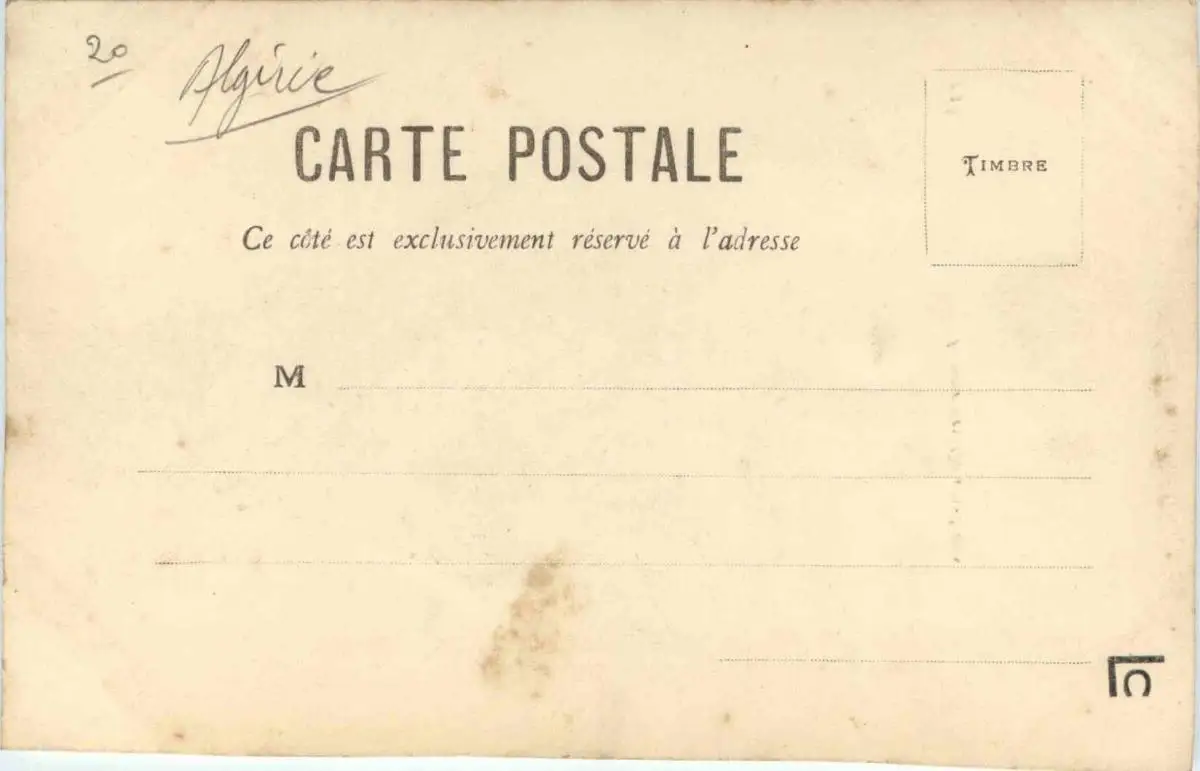 20
Algérie
CARTE POSTALE
TIMBRE
Ce côté est exclusivement réservé à l'adresse
M